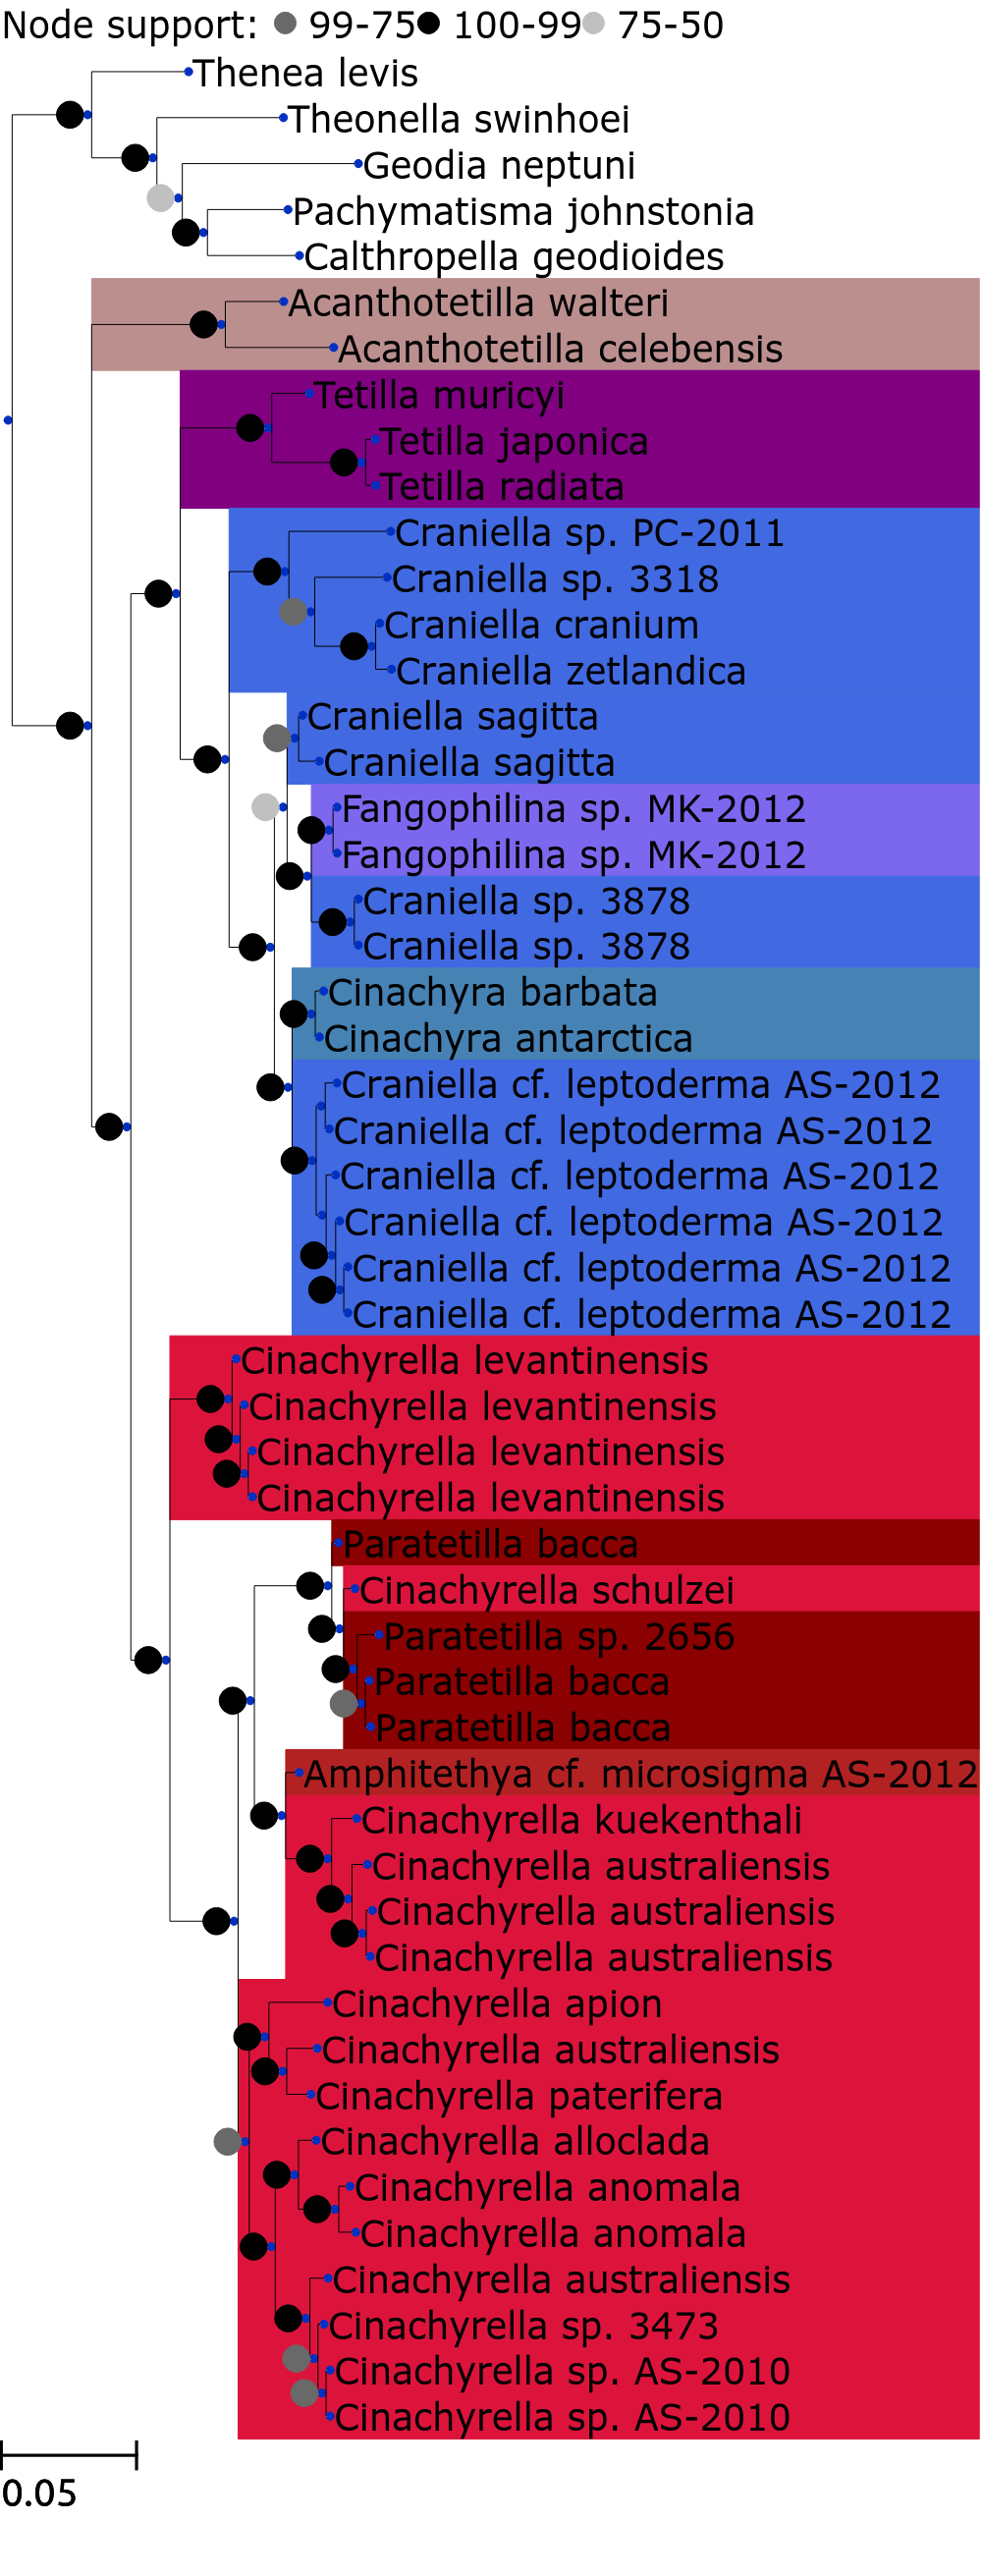 Node support: 99-75 100-99 75-50
Thenea levis
Theonella swinhoei
Geodia neptuni
Pachymatisma johnstonia
Calthropella geodioides
Acanthotetilla walteri
Acanthotetilla celebensis
Tetilla muricyi
Tetilla japonica
Tetilla radiata
Craniella sp. PC-2011
Craniella sp. 3318
Craniella cranium
Craniella zetlandica
Craniella sagitta
Craniella sagitta
Fangophilina sp. MK-2012
Fangophilina sp. MK-2012
Craniella sp. 3878
Craniella sp. 3878
Cinachyra barbata
Cinachyra antarctica
Craniella cf. leptoderma AS-2012
Craniella cf. leptoderma AS-2012
Craniella cf. leptoderma AS-2012
Craniella cf. leptoderma AS-2012
Craniella cf. leptoderma AS-2012
Craniella cf. leptoderma AS-2012
Cinachyrella levantinensis
Cinachyrella levantinensis
Cinachyrella levantinensis
Cinachyrella levantinensis
Paratetilla bacca
Cinachyrella schulzei
Paratetilla sp. 2656
Paratetilla bacca
Paratetilla bacca
Amphitethya cf. microsigma AS-2012
Cinachyrella kuekenthali
Cinachyrella australiensis
Cinachyrella australiensis
Cinachyrella australiensis
Cinachyrella apion
Cinachyrella australiensis
Cinachyrella paterifera
Cinachyrella alloclada
Cinachyrella anomala
Cinachyrella anomala
Cinachyrella australiensis
Cinachyrella sp. 3473
Cinachyrella sp. AS-2010
Cinachyrella sp. AS-2010
0.05